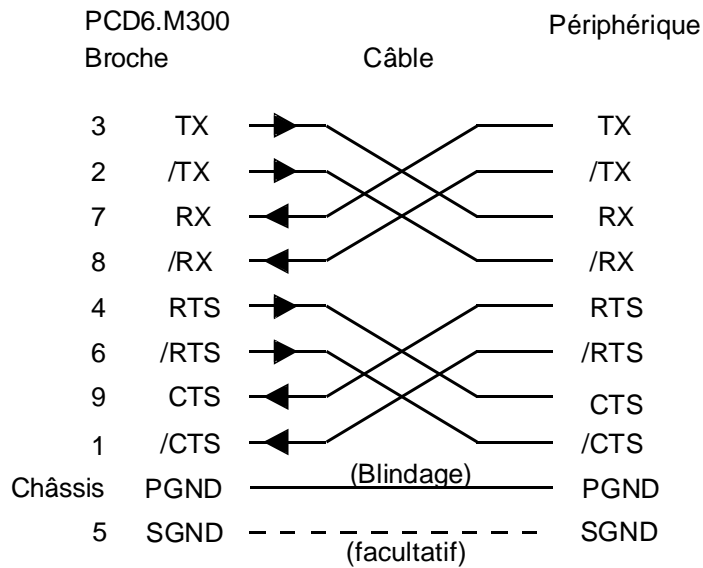 PCD6.M300 Périphérique
Broche Câble
3 TX TX
2 /TX /TX
7 RX RX
8 /RX /RX
4 RTS RTS
6 /RTS /RTS
9 CTS CTS
1 /CTS /CTS
Châssis PGND (Blindage) PGND
5 SGND SGND
(facultatif)